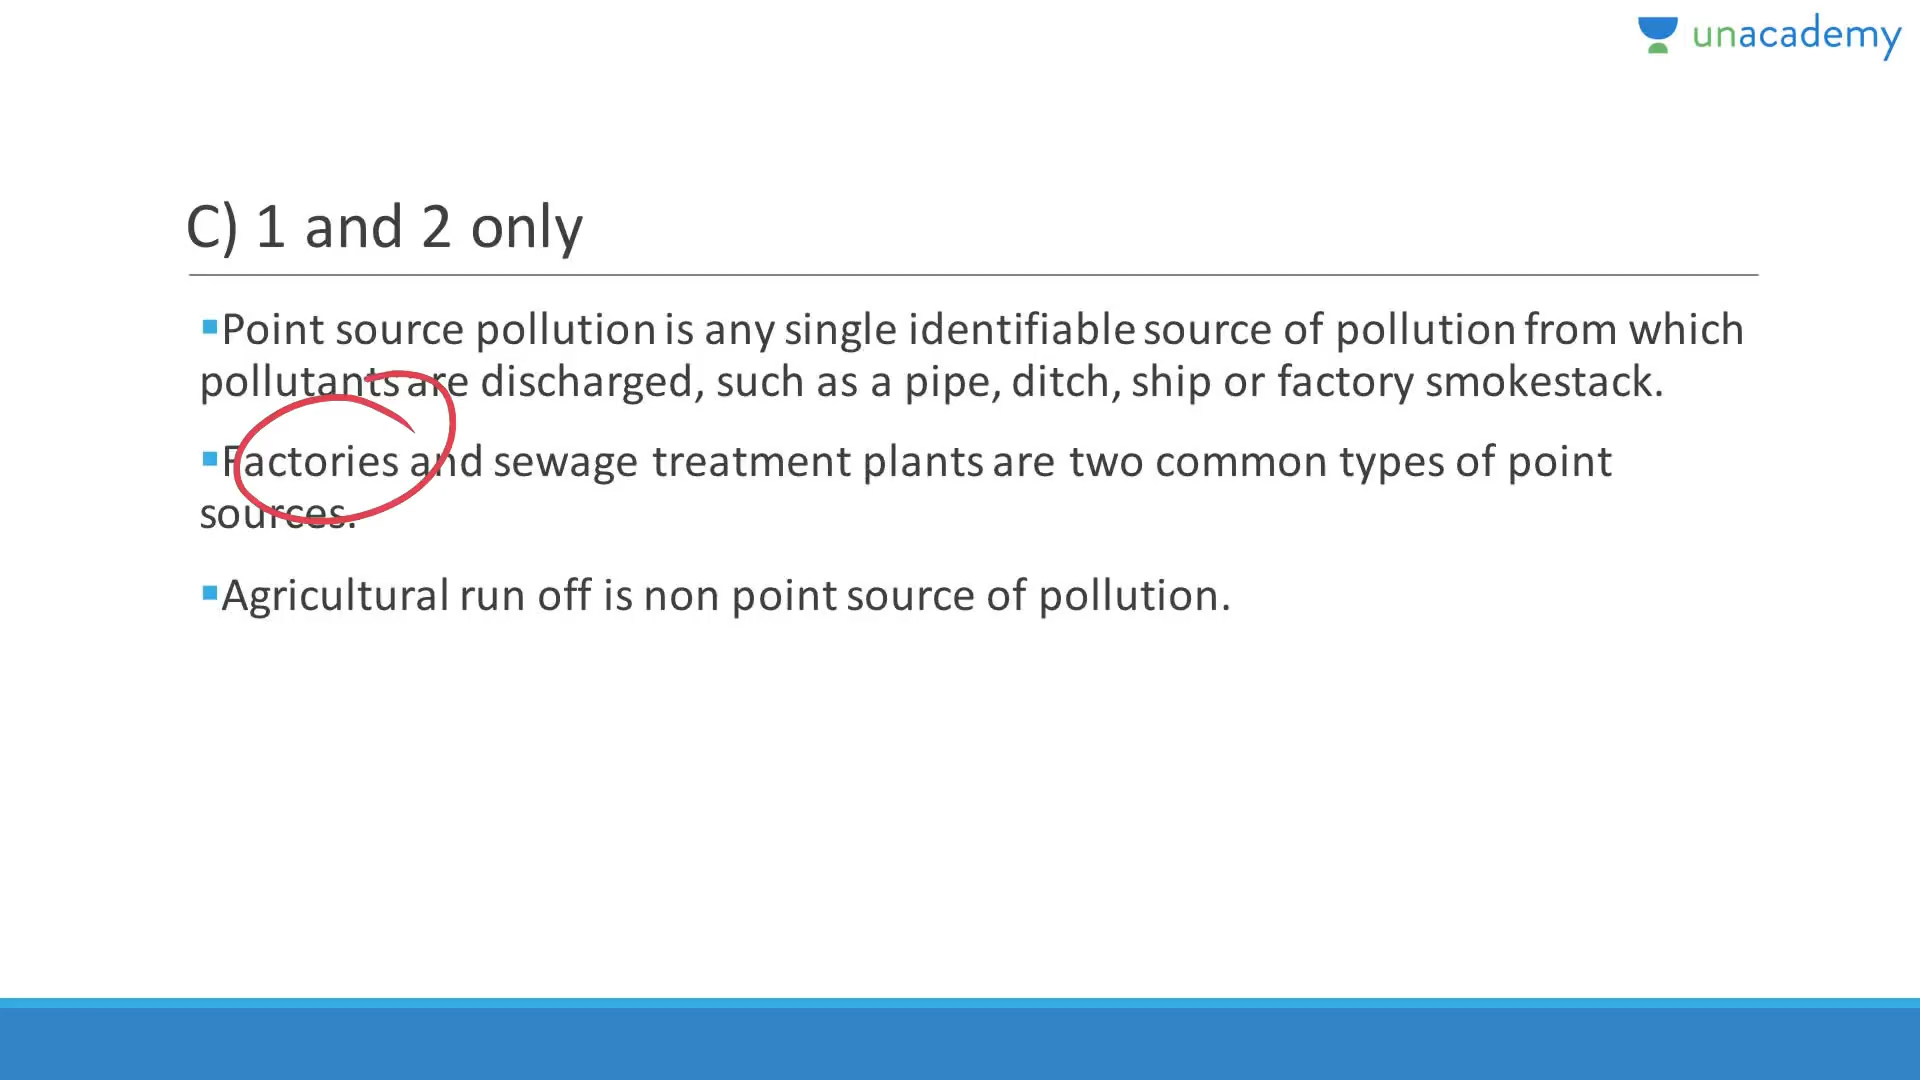 unacademy
C) 1 and 2 only
Point source pollution is any single identifiable source of pollution from which
pollutants are discharged, such as a pipe, ditch, ship or factory smokestack.
Factories and sewage treatment plants are two common types of point
sources.
Agricultural run off is non point source of pollution.